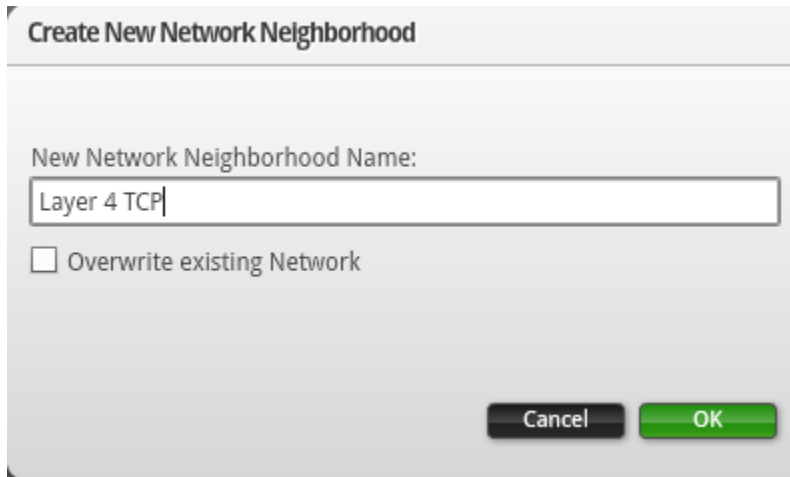 Create New Network Neighborhood
New Network Neighborhood Name:
Layer 4 TCP
Overwrite existing Network
Cancel
OK